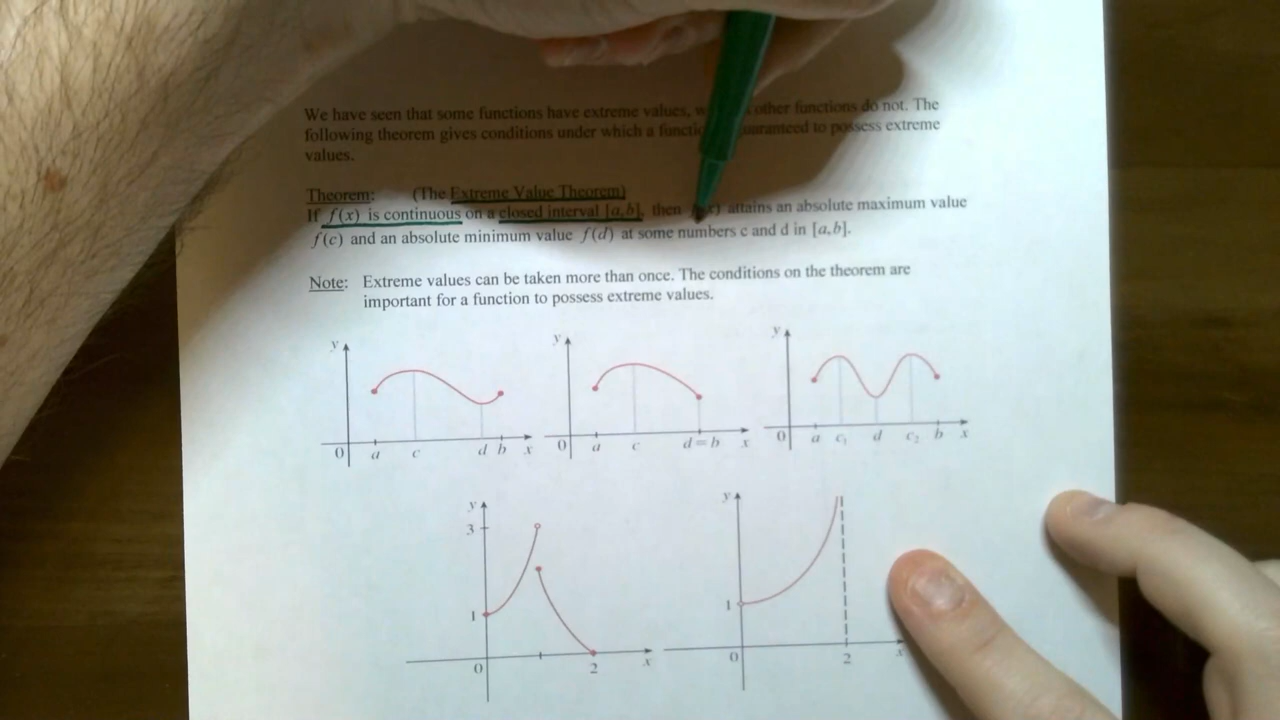 We have seen that some functions have extreme values, other functions do not. The
following theorem gives conditions under which a function guaranteed to possess extreme
values.
Theorem: (The Extreme Value Theorem)
If f(x) is continuous on a closed interval [a,b], then attains an absolute maximum value
f(c) and an absolute minimum value f(d) at some numbers c and d in [a,b].
Note: Extreme values can be taken more than once. The conditions on the theorem are
important for a function to possess extreme values.
y
0 a c d b x
y
0 a c d=b x
y
0 a c₁ d c₂ b x
y
3
1
0 2 x
y
1
0 2 x